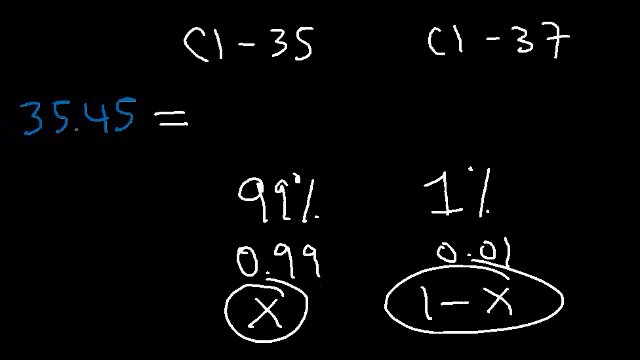 Cl - 35 Cl - 37
35.45 =
99% 1%
0.99 0.01
x 1 - x